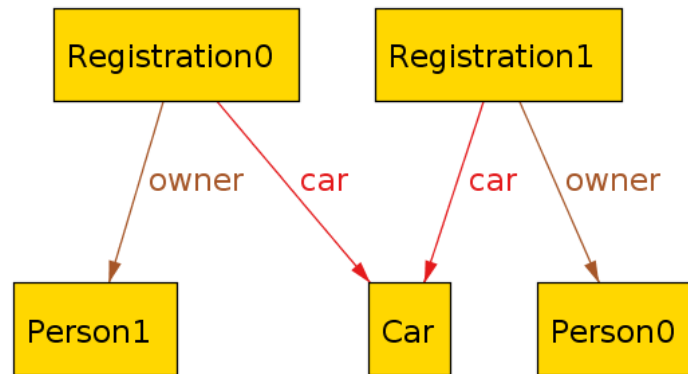 Registration0
Registration1
owner
car
car
owner
Person1
Car
Person0